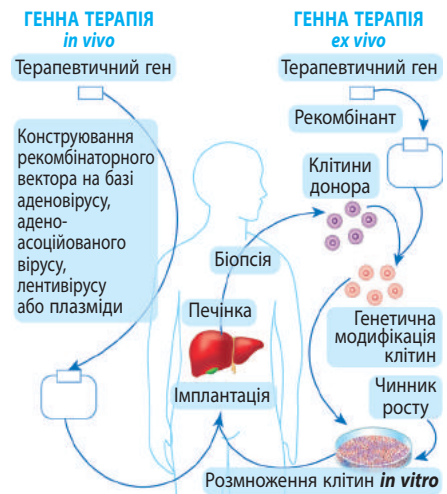 ГЕННА ТЕРАПІЯ
in vivo
Терапевтичний ген
Конструювання
рекомбінаторного
вектора на базі
аденовірусу,
адено-
асоційованого
вірусу,
лентивірусу
або плазміди
ГЕННА ТЕРАПІЯ
ex vivo
Терапевтичний ген
Рекомбінант
Клітини
донора
Біопсія
Печінка
Генетична
модифікація
клітин
Імплантація
Чинник
росту
Розмноження клітин in vitro